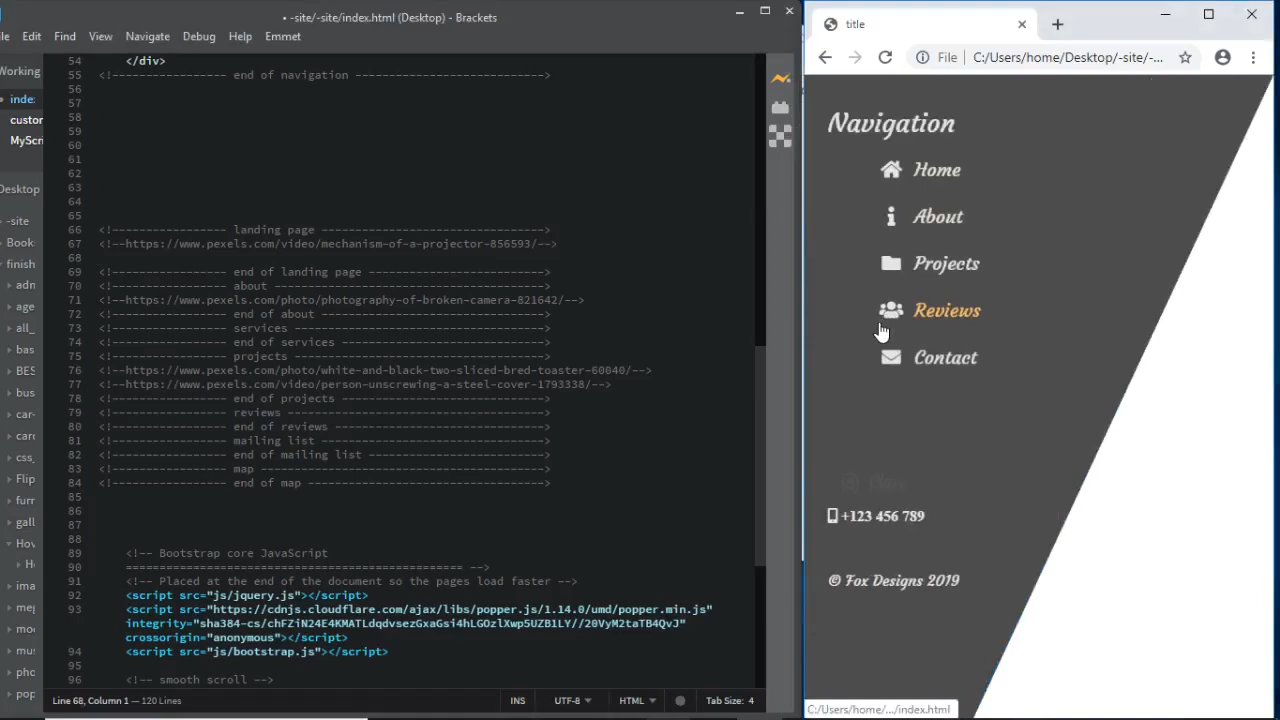 • -site/-site/index.html (Desktop) - Brackets
Edit Find View Navigate Debug Help Emmet
Working
inde
custor
MyScr
Desktop
-site
Book
finish
adn
age
all_
bas
BES
bus
car-
card
css_
Flip
furn
gall
Hov
H
ima
me
mod
mus
pho
pop
54 </div>
55 <!---------------- end of navigation -------------------->
56
57
58
59
60
61
62
63
64
65
66 <!---------------- landing page -------------------->
67 <!--https://www.pexels.com/video/mechanism-of-a-projector-856593/-->
68
69 <!---------------- end of landing page -------------------->
70 <!---------------- about -------------------->
71 <!--https://www.pexels.com/photo/photography-of-broken-camera-821642/-->
72 <!---------------- end of about -------------------->
73 <!---------------- services -------------------->
74 <!---------------- end of services -------------------->
75 <!---------------- projects -------------------->
76 <!--https://www.pexels.com/photo/white-and-black-two-sliced-bred-toaster-60040/-->
77 <!--https://www.pexels.com/video/person-unscrewing-a-steel-cover-1793338/-->
78 <!---------------- end of projects -------------------->
79 <!---------------- reviews -------------------->
80 <!---------------- end of reviews -------------------->
81 <!---------------- mailing list -------------------->
82 <!---------------- end of mailing list -------------------->
83 <!---------------- map -------------------->
84 <!---------------- end of map -------------------->
85
86
87
88
89 <!-- Bootstrap core JavaScript
90 ================================================== -->
91 <!-- Placed at the end of the document so the pages load faster -->
92 <script src="js/jquery.js"></script>
93 <script src="https://cdnjs.cloudflare.com/ajax/libs/popper.js/1.14.0/umd/popper.min.js"
integrity="sha384-cs/chFZiN24E4KMATLdqdvsezGxaGsi4hLGOzlXwp5UZB1LY//20VyM2taTB4QvJ"
crossorigin="anonymous"></script>
94 <script src="js/bootstrap.js"></script>
95
96 <!-- smooth scroll -->
Line 68, Column 1 — 120 Lines
INS
UTF-8
HTML
Tab Size: 4
title
File | C:/Users/home/Desktop/-site/-...
Navigation
Home
About
Projects
Reviews
Contact
+123 456 789
© Fox Designs 2019
C:/Users/home/.../index.html